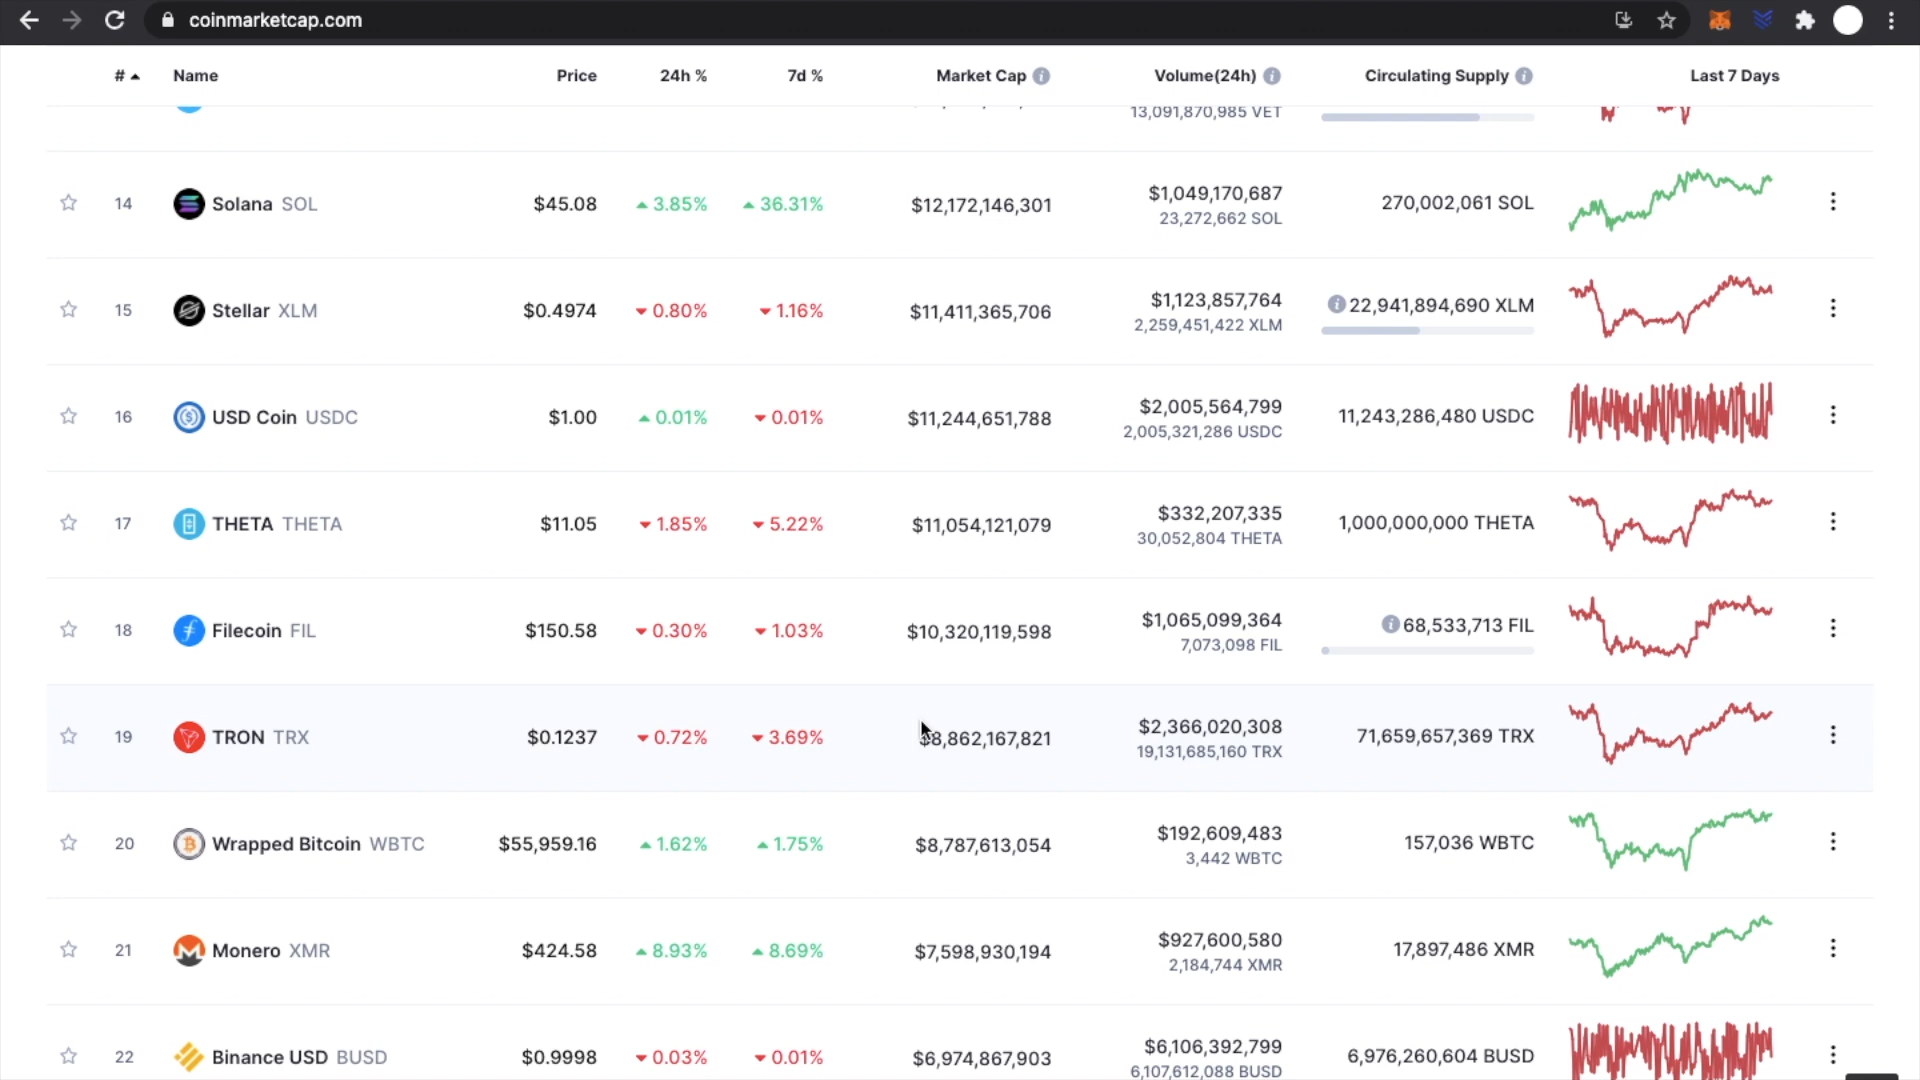 coinmarketcap.com
# Name Price 24h % 7d % Market Cap Volume(24h) Circulating Supply Last 7 Days
13,091,870,985 VET
14 Solana SOL $45.08 3.85% 36.31% $12,172,146,301 $1,049,170,687 270,002,061 SOL
23,272,662 SOL
15 Stellar XLM $0.4974 0.80% 1.16% $11,411,365,706 $1,123,857,764 22,941,894,690 XLM
2,259,451,422 XLM
16 USD Coin USDC $1.00 0.01% 0.01% $11,244,651,788 $2,005,564,799 11,243,286,480 USDC
2,005,321,286 USDC
17 THETA THETA $11.05 1.85% 5.22% $11,054,121,079 $332,207,335 1,000,000,000 THETA
30,052,804 THETA
18 Filecoin FIL $150.58 0.30% 1.03% $10,320,119,598 $1,065,099,364 68,533,713 FIL
7,073,098 FIL
19 TRON TRX $0.1237 0.72% 3.69% $8,862,167,821 $2,366,020,308 71,659,657,369 TRX
19,131,685,160 TRX
20 Wrapped Bitcoin WBTC $55,959.16 1.62% 1.75% $8,787,613,054 $192,609,483 157,036 WBTC
3,442 WBTC
21 Monero XMR $424.58 8.93% 8.69% $7,598,930,194 $927,600,580 17,897,486 XMR
2,184,744 XMR
22 Binance USD BUSD $0.9998 0.03% 0.01% $6,974,867,903 $6,106,392,799 6,976,260,604 BUSD
6,107,612,088 BUSD